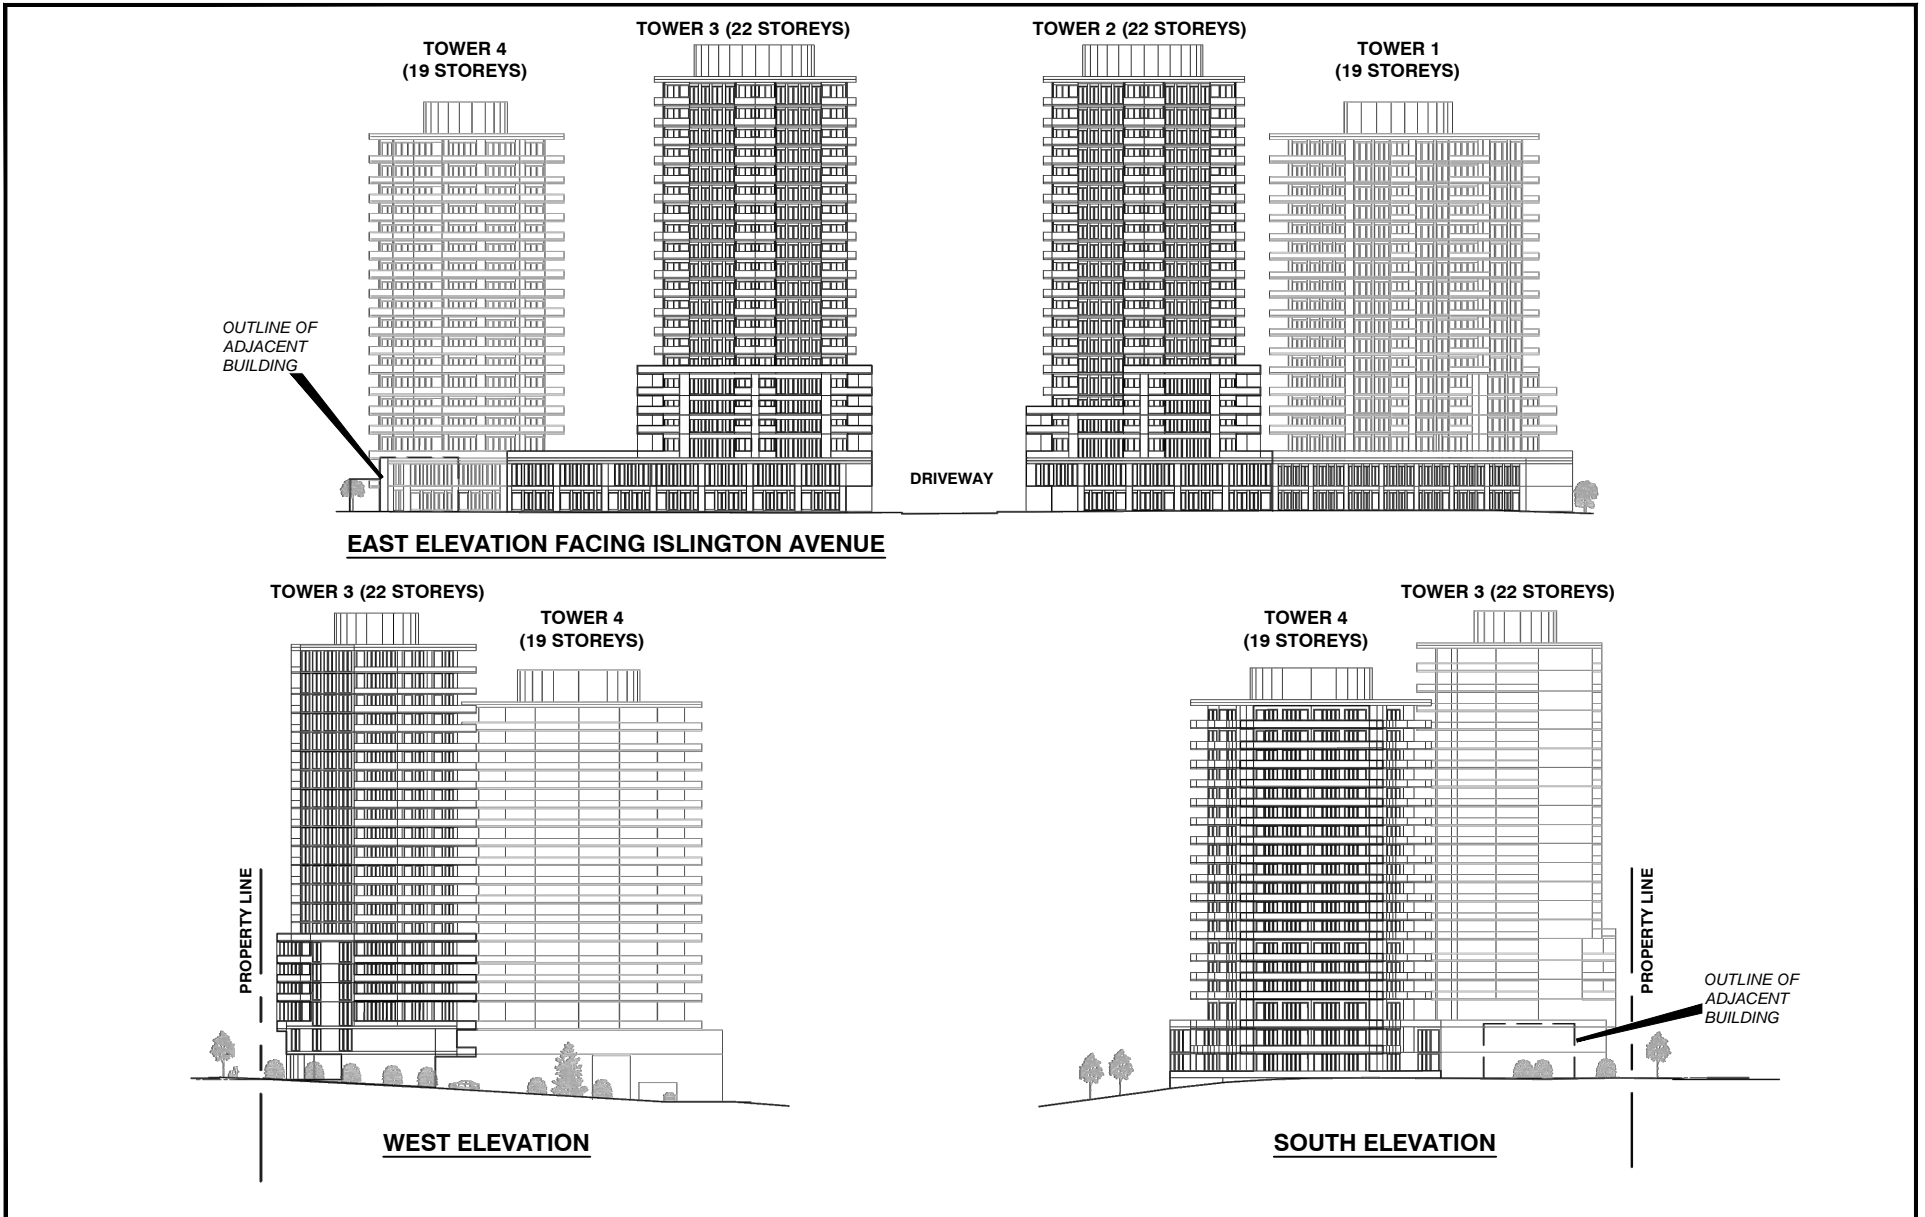 TOWER 4
(19 STOREYS)
TOWER 3 (22 STOREYS)
TOWER 2 (22 STOREYS)
TOWER 1
(19 STOREYS)
OUTLINE OF
ADJACENT
BUILDING
DRIVEWAY
EAST ELEVATION FACING ISLINGTON AVENUE
TOWER 3 (22 STOREYS)
TOWER 4
(19 STOREYS)
PROPERTY LINE
WEST ELEVATION
TOWER 4
(19 STOREYS)
TOWER 3 (22 STOREYS)
PROPERTY LINE
OUTLINE OF
ADJACENT
BUILDING
SOUTH ELEVATION